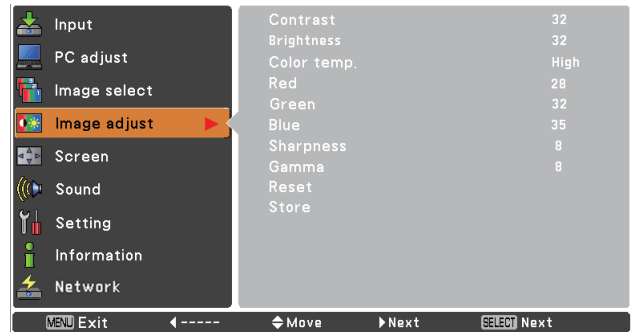 Input
PC adjust
Image select
Image adjust
Screen
Sound
Setting
Information
Network
Contrast 32
Brightness 32
Color temp. High
Red 28
Green 32
Blue 35
Sharpness 8
Gamma 8
Reset
Store
MENU Exit ----- Move Next SELECT Next